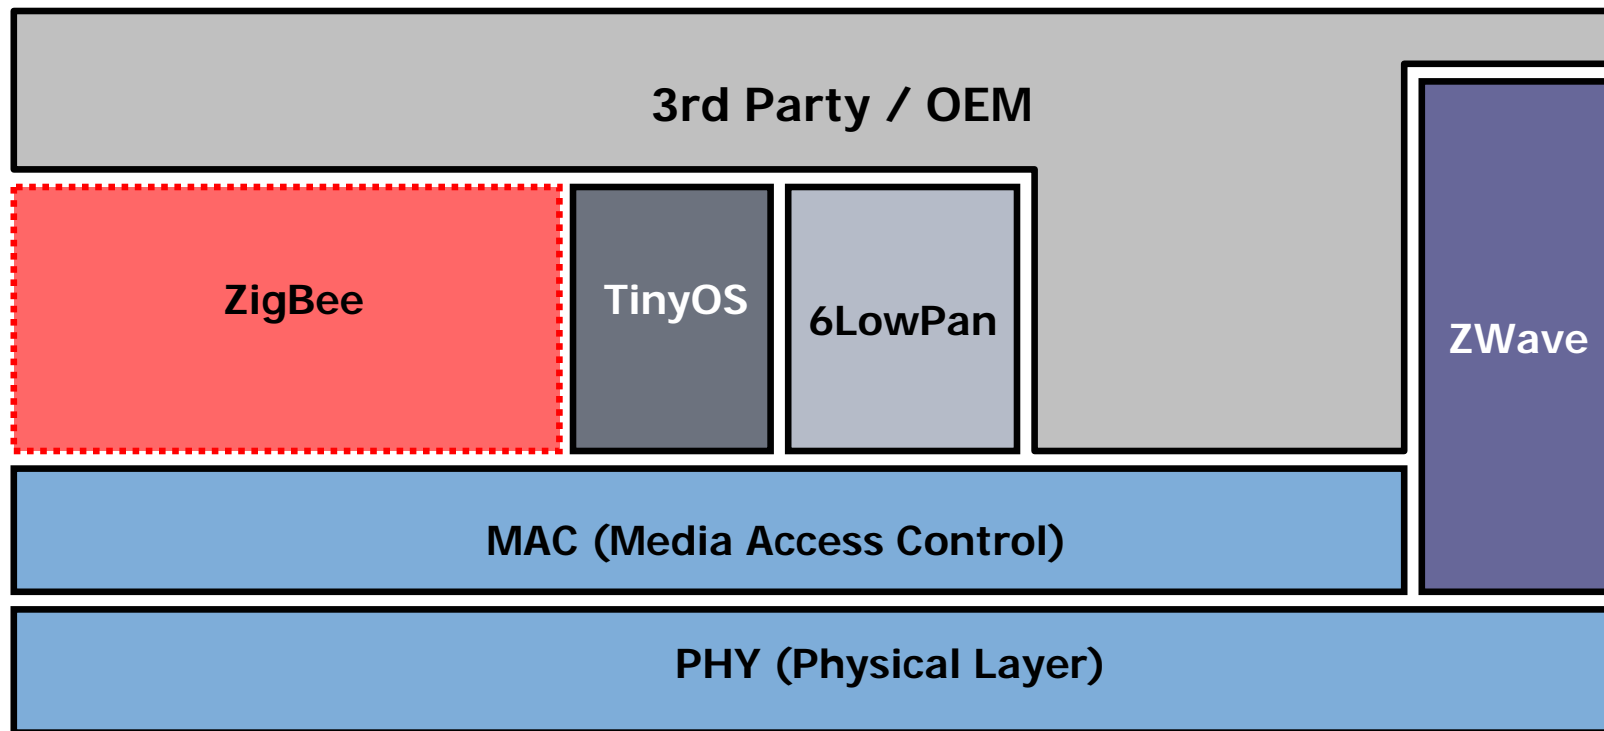 3rd Party / OEM
ZigBee
TinyOS
6LowPan
ZWave
MAC (Media Access Control)
PHY (Physical Layer)